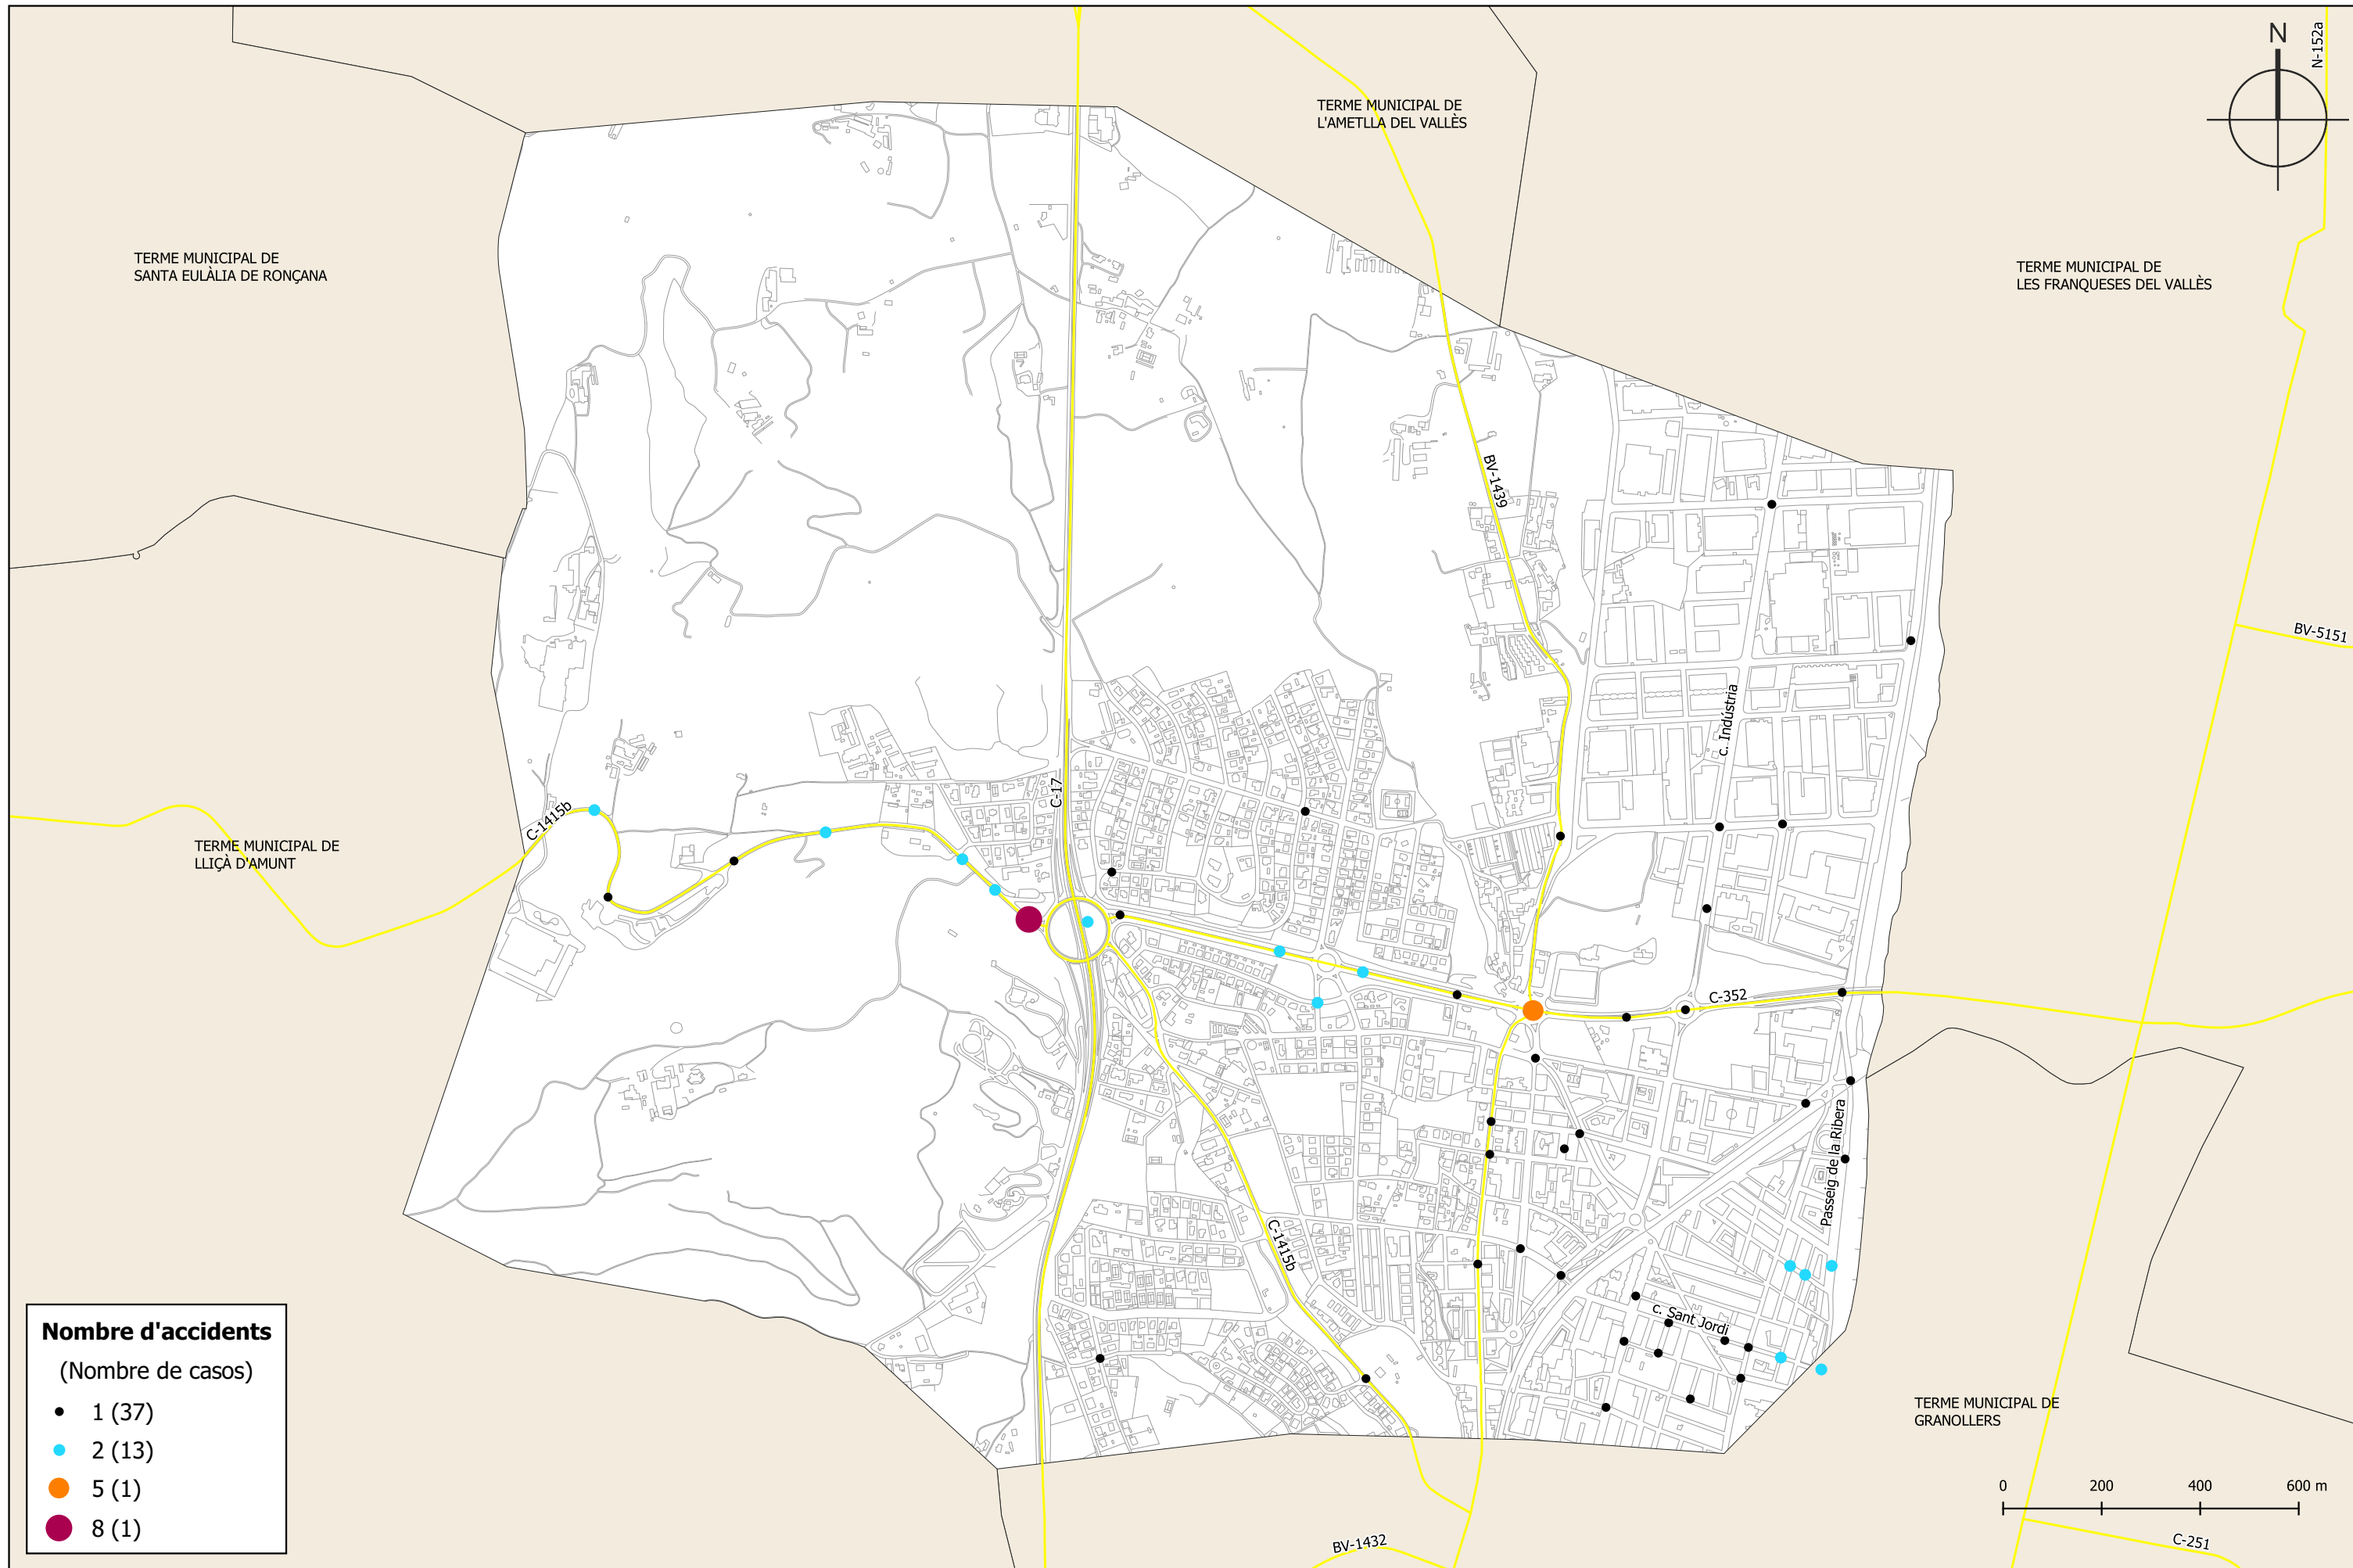 N
N-152a
TERME MUNICIPAL DE
L'AMETLLA DEL VALLÈS
TERME MUNICIPAL DE
SANTA EULÀLIA DE RONÇANA
TERME MUNICIPAL DE
LES FRANQUESES DEL VALLÈS
BV-1439
BV-5151
c. Indústria
C-17
C-1415b
TERME MUNICIPAL DE
LLIÇÀ D'AMUNT
C-352
Passeig de la Ribera
C-1415b
c. Sant Jordi
Nombre d'accidents
(Nombre de casos)
1 (37)
2 (13)
5 (1)
8 (1)
TERME MUNICIPAL DE
GRANOLLERS
0 200 400 600 m
BV-1432
C-251